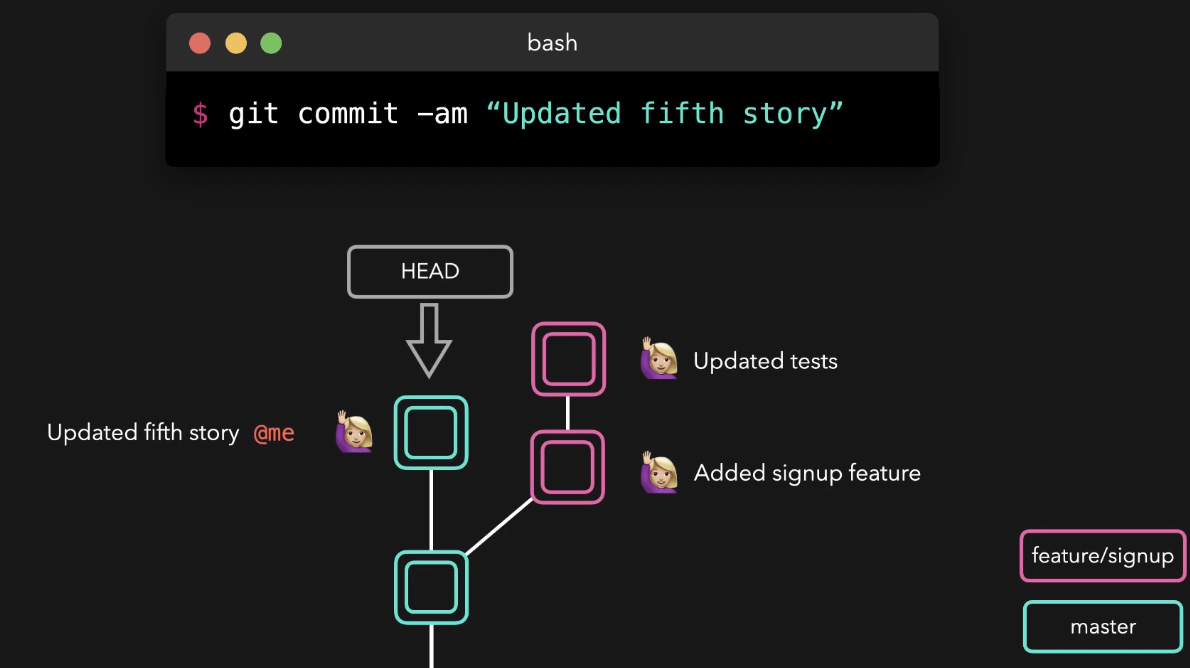 bash
$ git commit –am “Updated fifth story”
HEAD
Updated tests
Updated fifth story @me
Added signup feature
feature/signup
master